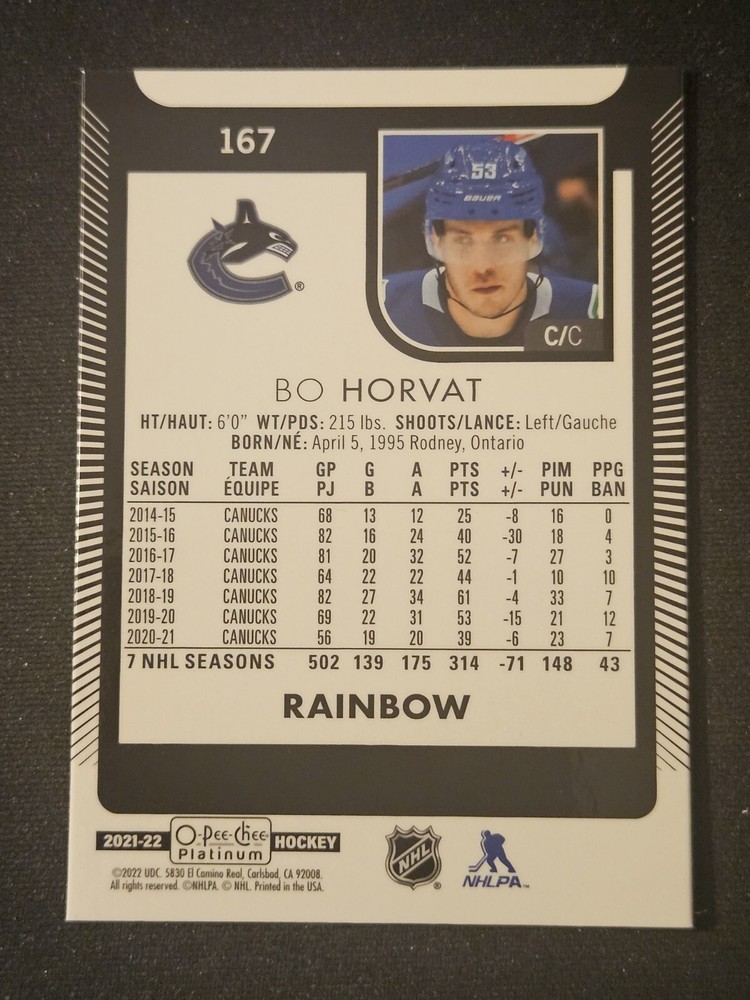 167
53
BAUER
®
C/C
BO HORVAT
HT/HAUT: 6'0" WT/PDS: 215 lbs. SHOOTS/LANCE: Left/Gauche
BORN/NÉ: April 5, 1995 Rodney, Ontario
SEASON TEAM GP G A PTS +/- PIM PPG
SAISON ÉQUIPE PJ B A PTS +/- PUN BAN
2014-15 CANUCKS 68 13 12 25 -8 16 0
2015-16 CANUCKS 82 16 24 40 -30 18 4
2016-17 CANUCKS 81 20 32 52 -7 27 3
2017-18 CANUCKS 64 22 22 44 -1 10 10
2018-19 CANUCKS 82 27 34 61 -4 33 7
2019-20 CANUCKS 69 22 31 53 -15 21 12
2020-21 CANUCKS 56 19 20 39 -6 23 7
7 NHL SEASONS 502 139 175 314 -71 148 43
RAINBOW
2021-22 O-Pee-Chee Platinum HOCKEY
©2022 UDC. 5830 El Camino Real, Carlsbad, CA 92008.
All rights reserved. ©NHLPA. © NHL. Printed in the USA.
NHL ®
NHLPA™